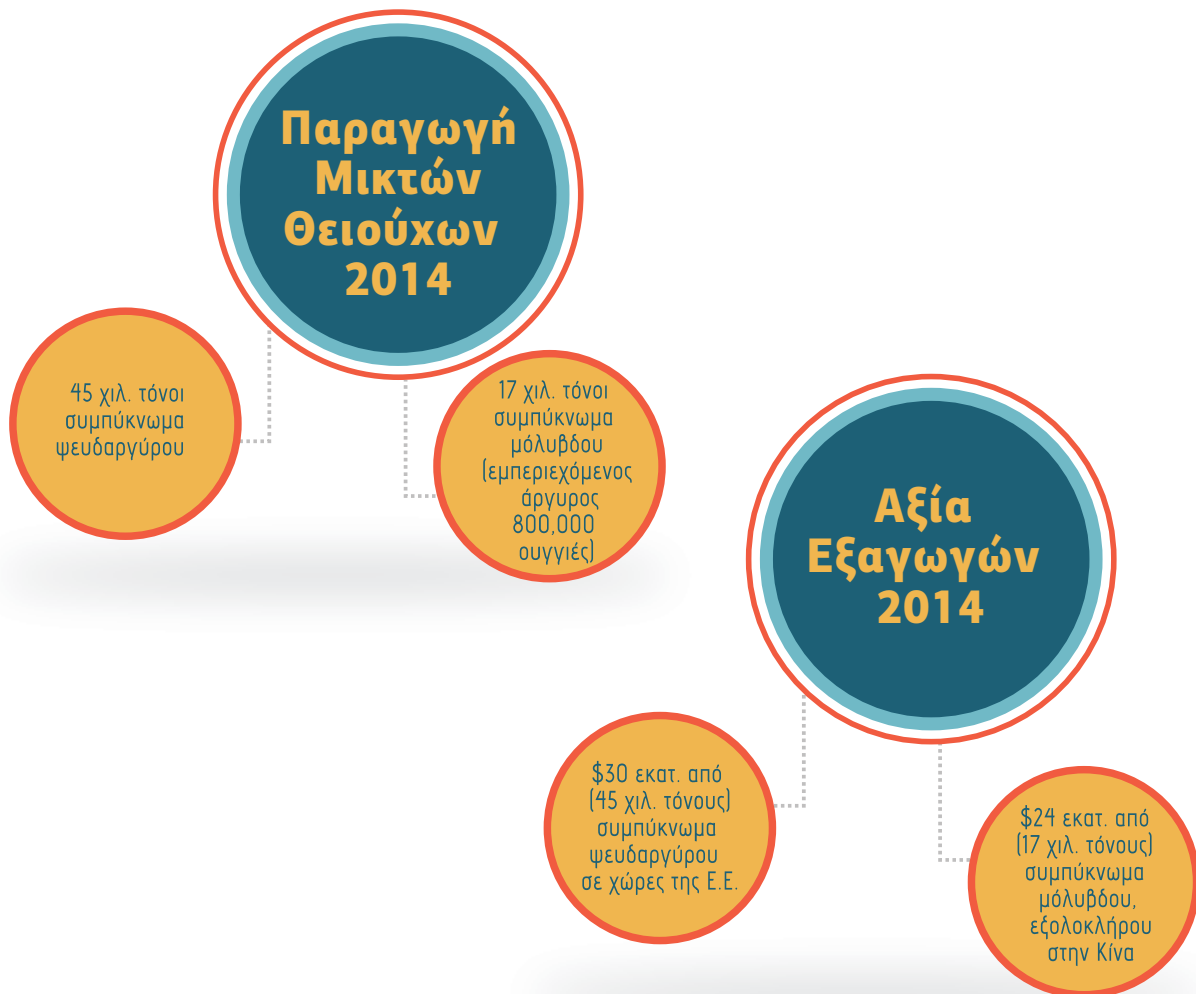 Παραγωγή
Μικτών
Θειούχων
2014
45 χιλ. τόνοι
συμπύκνωμα
ψευδαργύρου
17 χιλ. τόνοι
συμπύκνωμα
μόλυβδου
(εμπεριεχόμενος
άργυρος
800,000
ουγγιές)
Αξία
Εξαγωγών
2014
$30 εκατ. από
(45 χιλ. τόνους)
συμπύκνωμα
ψευδαργύρου
σε χώρες της Ε.Ε.
$24 εκατ. από
(17 χιλ. τόνους)
συμπύκνωμα
μόλυβδου,
εξολοκλήρου
στην Κίνα